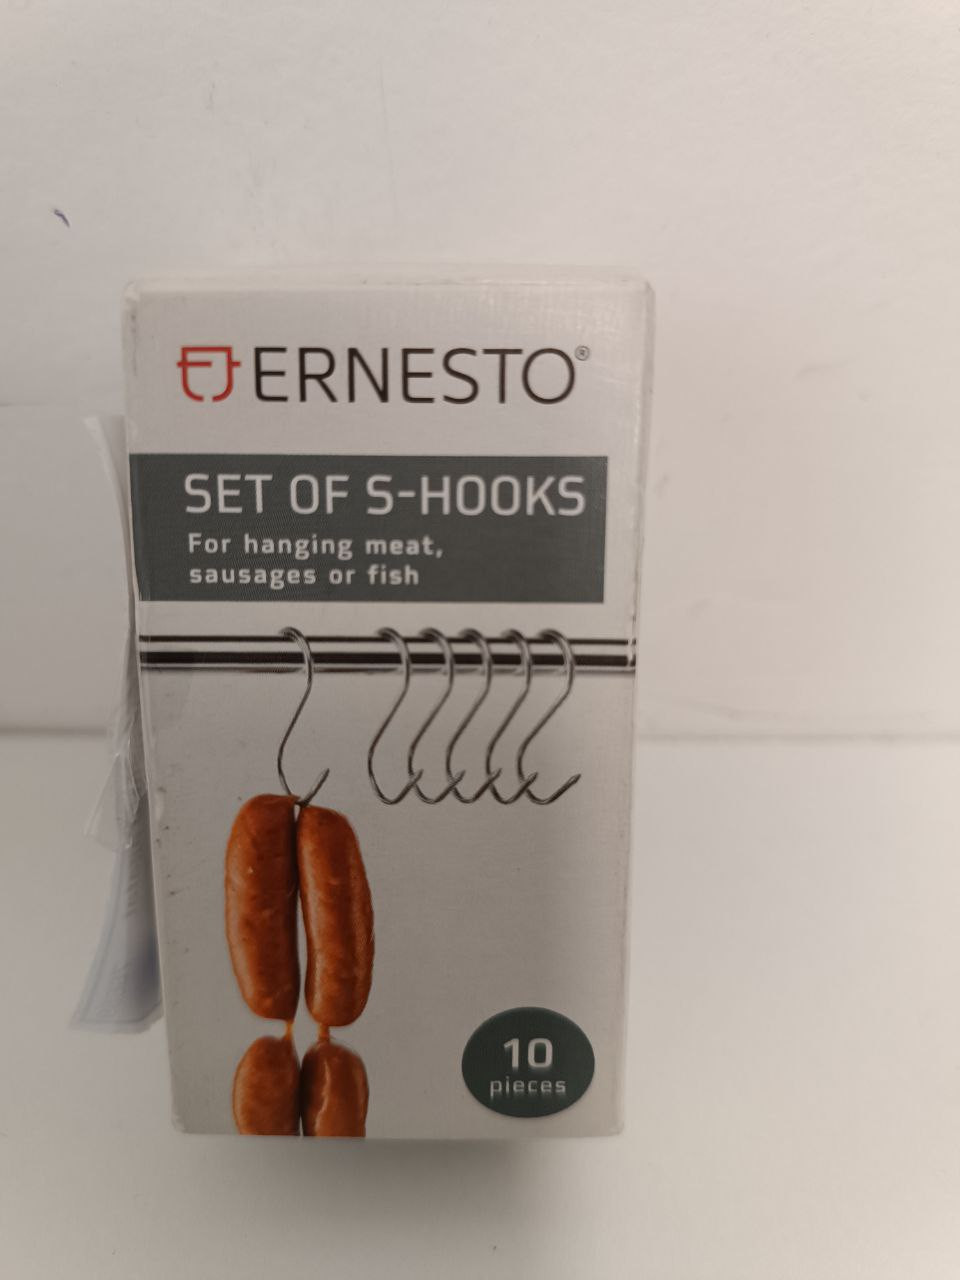 ERNESTO®
SET OF S-HOOKS
For hanging meat,
sausages or fish
10
pieces